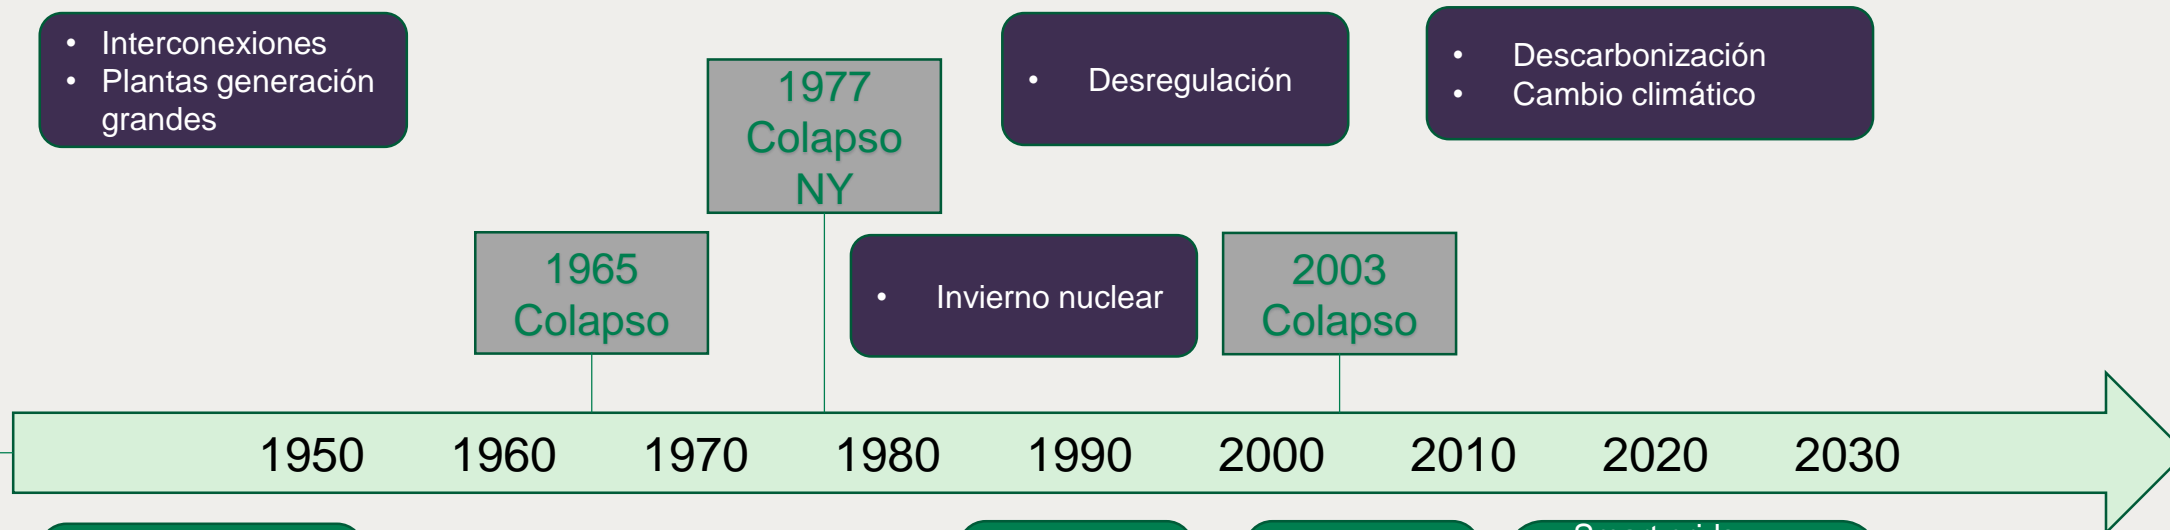 • Interconexiones
• Plantas generación
grandes
1977
Colapso
NY
• Desregulación
• Descarbonización
• Cambio climático
1965
Colapso
• Invierno nuclear
2003
Colapso
1950 1960 1970 1980 1990 2000 2010 2020 2030